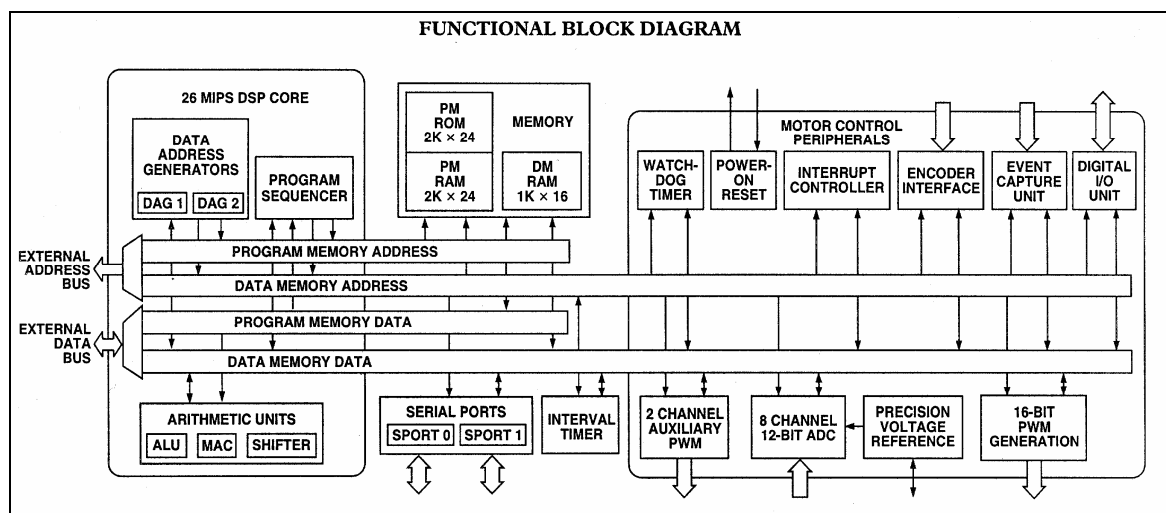 FUNCTIONAL BLOCK DIAGRAM
26 MIPS DSP CORE
DATA
ADDRESS
GENERATORS
DAG 1
DAG 2
PROGRAM
SEQUENCER
PM
ROM
2K × 24
MEMORY
PM
RAM
2K × 24
DM
RAM
1K × 16
MOTOR CONTROL
PERIPHERALS
WATCH-
DOG
TIMER
POWER-
ON
RESET
INTERRUPT
CONTROLLER
ENCODER
INTERFACE
EVENT
CAPTURE
UNIT
DIGITAL
I/O
UNIT
EXTERNAL
ADDRESS
BUS
PROGRAM MEMORY ADDRESS
DATA MEMORY ADDRESS
EXTERNAL
DATA
BUS
PROGRAM MEMORY DATA
DATA MEMORY DATA
ARITHMETIC UNITS
ALU
MAC
SHIFTER
SERIAL PORTS
SPORT 0
SPORT 1
INTERVAL
TIMER
2 CHANNEL
AUXILIARY
PWM
8 CHANNEL
12-BIT ADC
PRECISION
VOLTAGE
REFERENCE
16-BIT
PWM
GENERATION